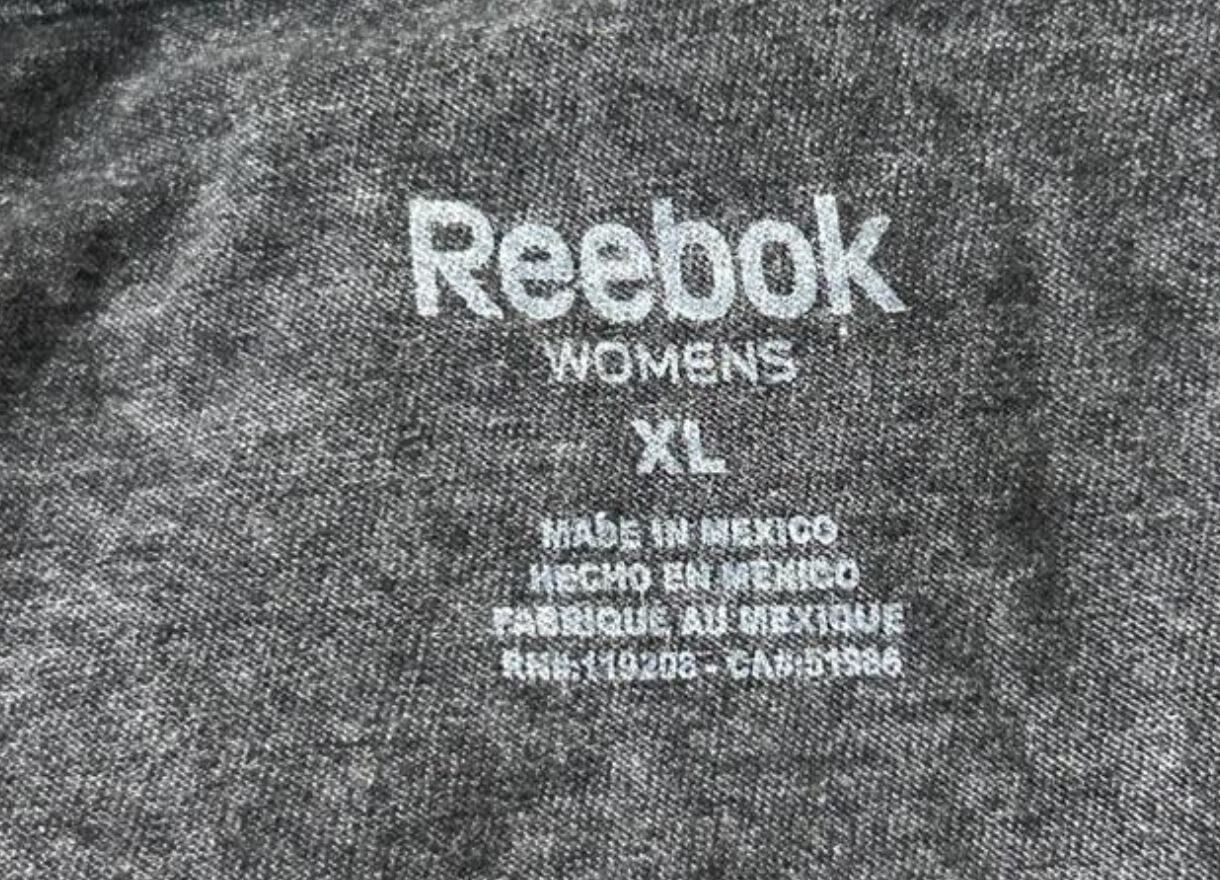 Reebok
WOMENS
XL
MADE IN MEXICO
HECHO EN MEXICO
FABRIQUE AU MEXIQUE